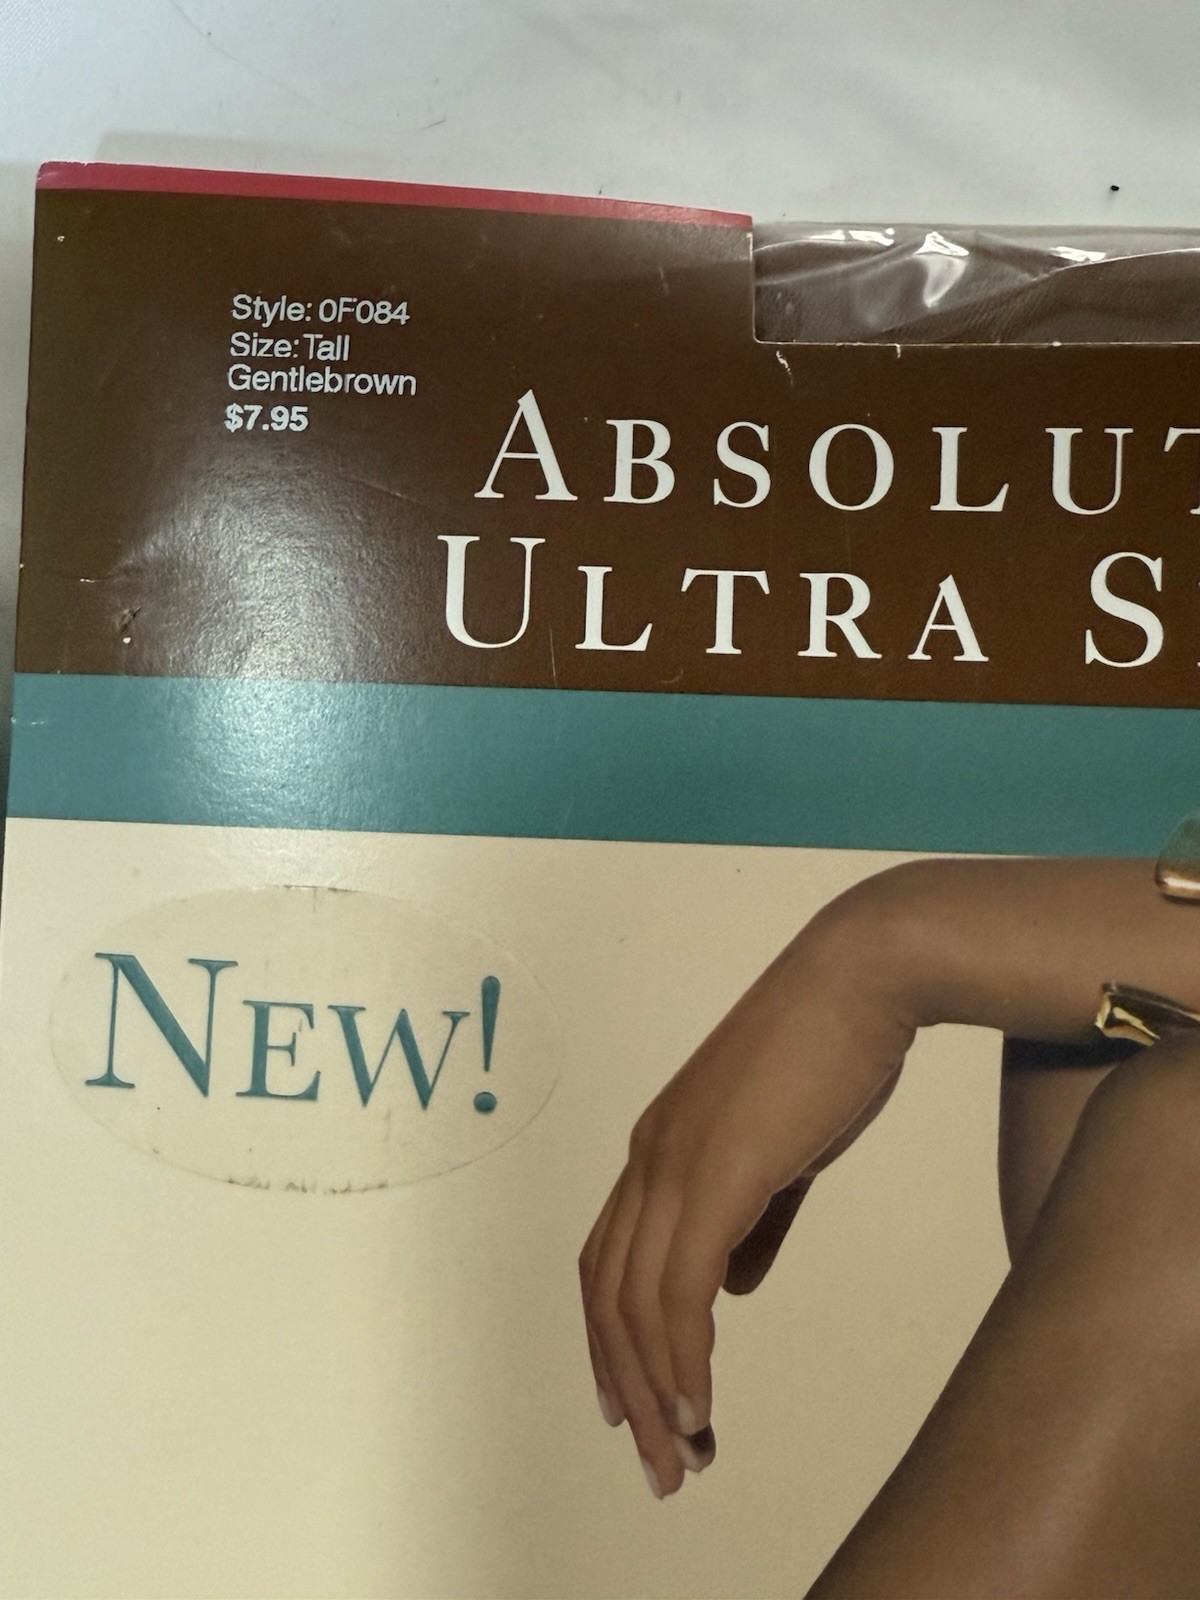 Style: 0F084
Size: Tall
Gentlebrown
$7.95
ABSOLUT
ULTRA S
NEW!